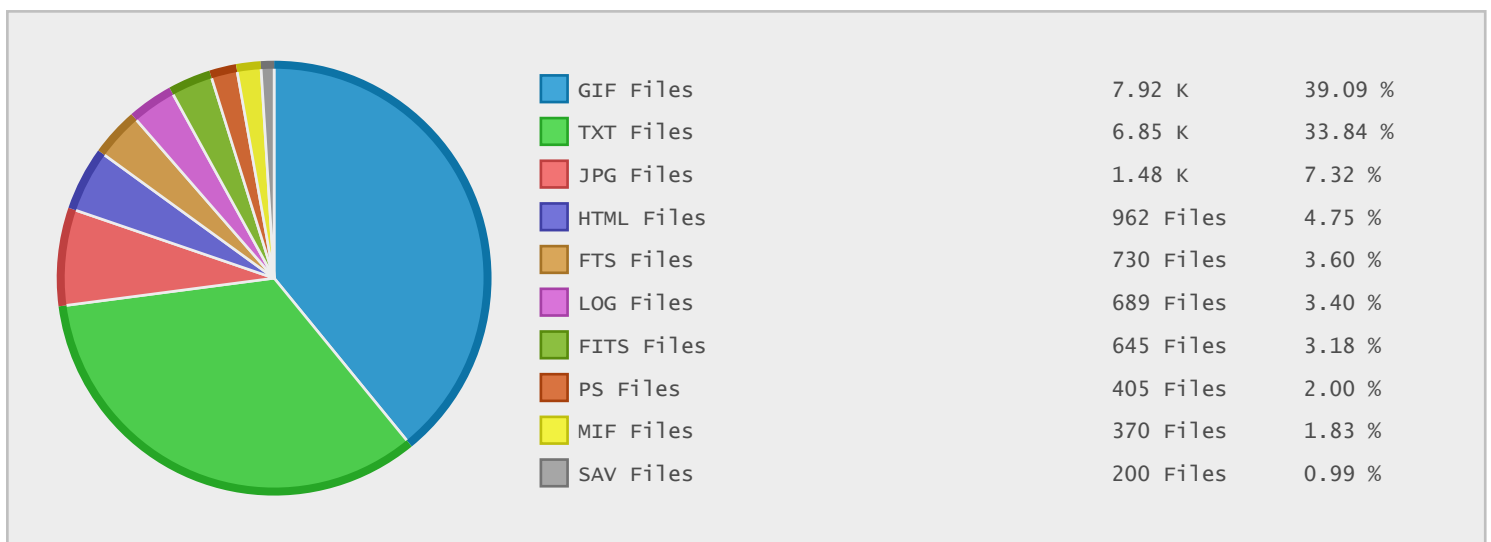 GIF Files 7.92 K 39.09 %
TXT Files 6.85 K 33.84 %
JPG Files 1.48 K 7.32 %
HTML Files 962 Files 4.75 %
FTS Files 730 Files 3.60 %
LOG Files 689 Files 3.40 %
FITS Files 645 Files 3.18 %
PS Files 405 Files 2.00 %
MIF Files 370 Files 1.83 %
SAV Files 200 Files 0.99 %